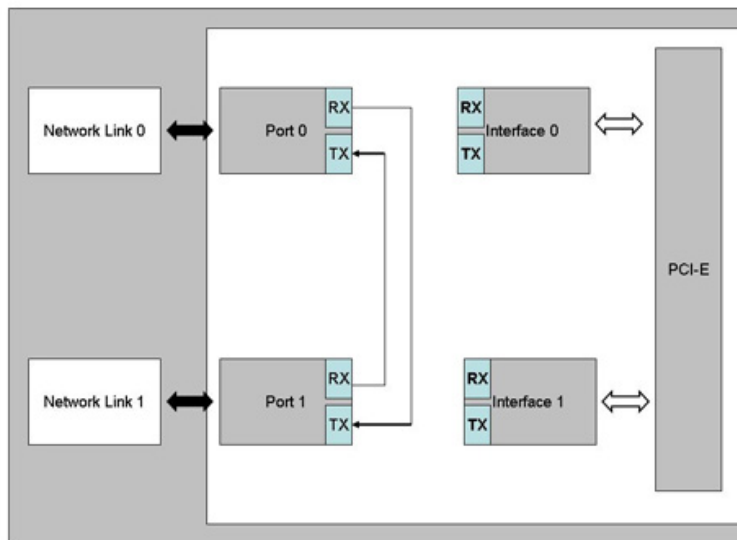 Network Link 0
Port 0
RX
TX
RX
TX
Interface 0
PCI-E
Network Link 1
Port 1
RX
TX
RX
TX
Interface 1